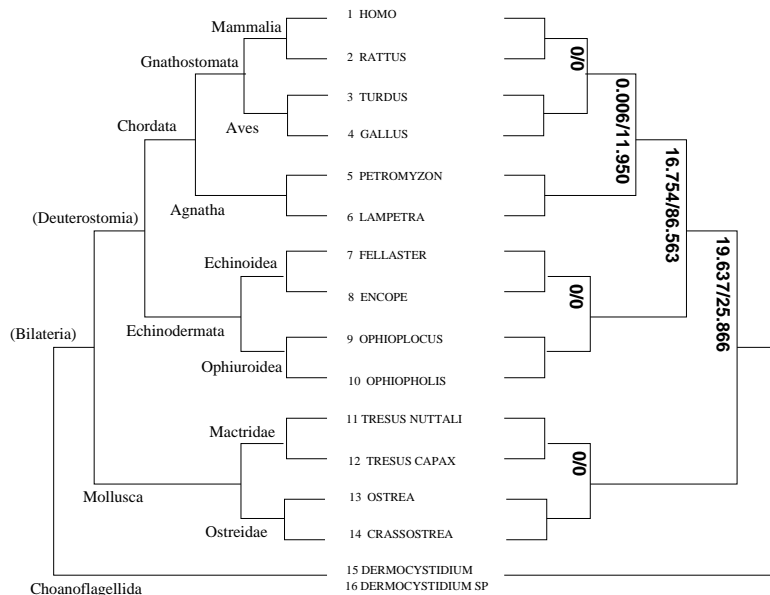 1 HOMO
Mammalia
2 RATTUS
Gnathostomata
3 TURDUS
Aves
4 GALLUS
Chordata
5 PETROMYZON
Agnatha
6 LAMPETRA
(Deuterostomia)
7 FELLASTER
Echinoidea
8 ENCOPE
Echinodermata
9 OPHIOPLOCUS
Ophiuroidea
10 OPHIOPHOLIS
(Bilateria)
11 TRESUS NUTTALI
Mactridae
12 TRESUS CAPAX
Mollusca
13 OSTREA
Ostreidae
14 CRASSOSTREA
15 DERMOCYSTIDIUM
16 DERMOCYSTIDIUM SP
Choanoflagellida
0/0
0.006/11.950
16.754/86.563
19.637/25.866
0/0
0/0